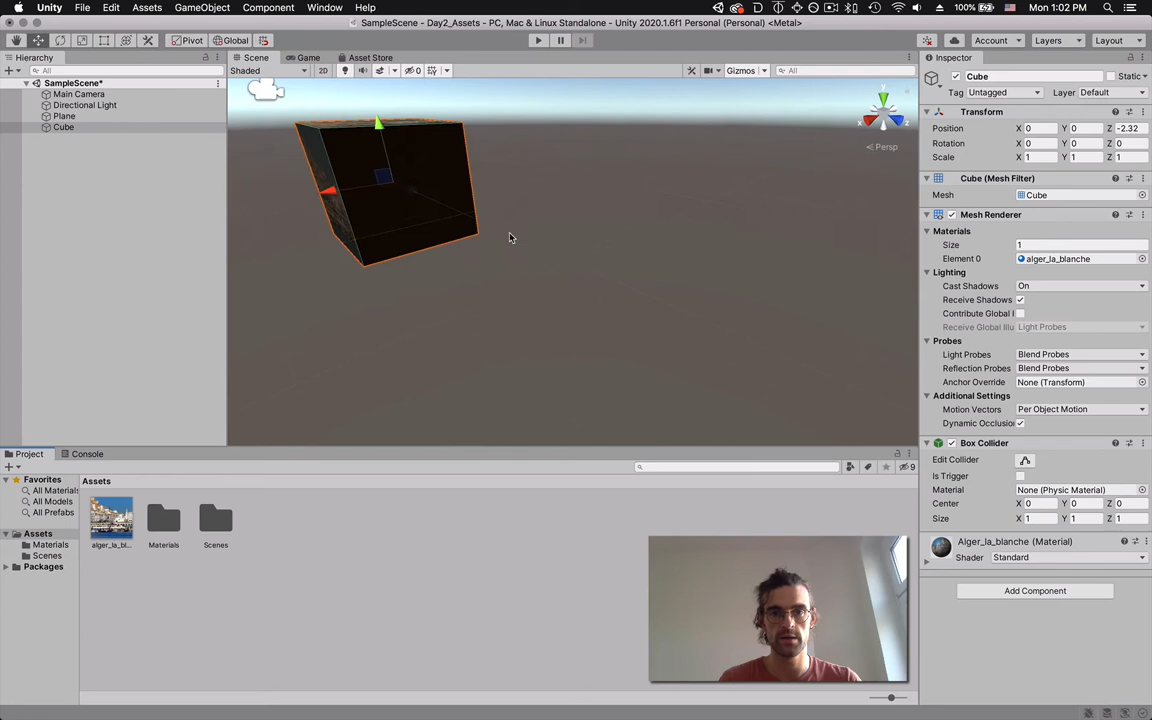 Unity File Edit Assets GameObject Component Window Help 100% Mon 1:02 PM
SampleScene - Day2_Assets - PC, Mac & Linux Standalone - Unity 2020.1.6f1 Personal (Personal) <Metal>
Pivot Global Account Layers Layout
Hierarchy
All
SampleScene*
Main Camera
Directional Light
Plane
Cube
Scene Game Asset Store
Shaded 2D 0 Gizmos All
x z
Persp
Inspector
Cube Static
Tag Untagged Layer Default
Transform
Position X 0 Y 0 Z -2.32
Rotation X 0 Y 0 Z 0
Scale X 1 Y 1 Z 1
Cube (Mesh Filter)
Mesh Cube
Mesh Renderer
Materials
Size 1
Element 0 alger_la_blanche
Lighting
Cast Shadows On
Receive Shadows
Contribute Global I
Receive Global Illu Light Probes
Probes
Light Probes Blend Probes
Reflection Probes Blend Probes
Anchor Override None (Transform)
Additional Settings
Motion Vectors Per Object Motion
Dynamic Occlusio
Box Collider
Edit Collider
Is Trigger
Material None (Physic Material)
Center X 0 Y 0 Z 0
Size X 1 Y 1 Z 1
Alger_la_blanche (Material)
Shader Standard
Add Component
Project Console
9
Favorites
All Materials
All Models
All Prefabs
Assets
Materials
Scenes
Packages
Assets
alger_la_bl... Materials Scenes